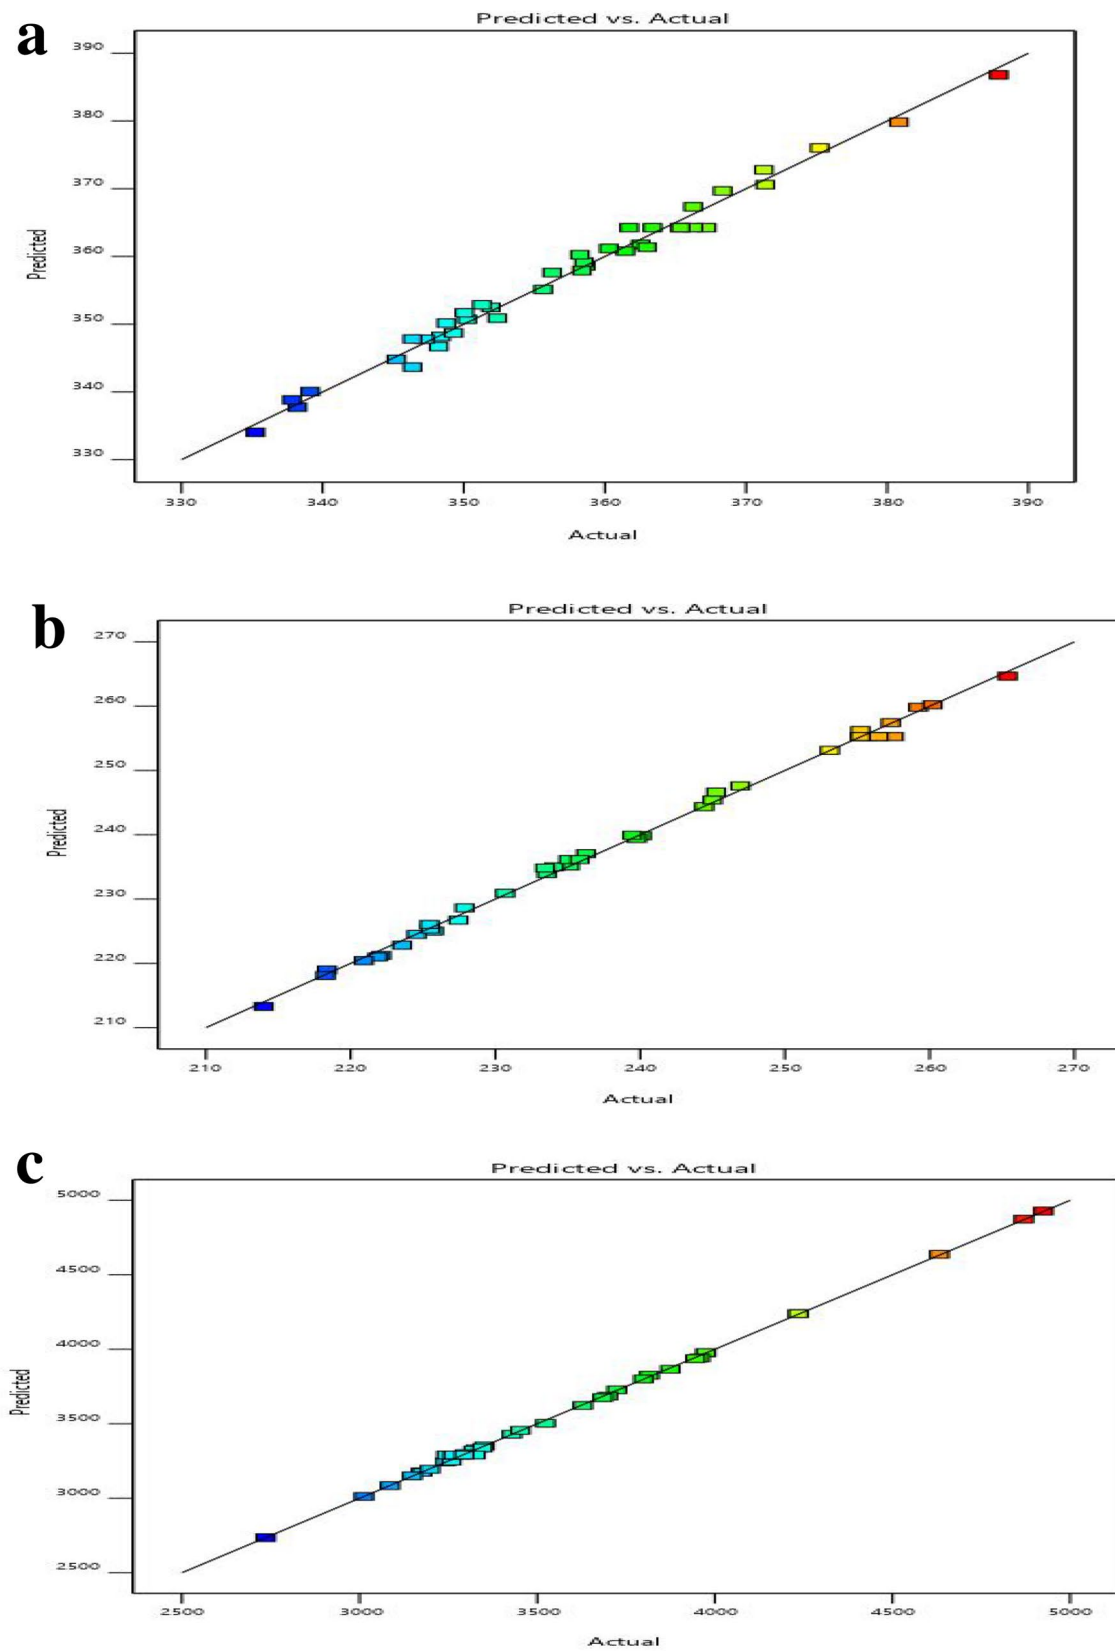 a
Predicted vs. Actual
390
380
370
360
350
340
330
Predicted
330 340 350 360 370 380 390
Actual
b
Predicted vs. Actual
270
260
250
240
230
220
210
Predicted
210 220 230 240 250 260 270
Actual
c
Predicted vs. Actual
5000
4500
4000
3500
3000
2500
Predicted
2500 3000 3500 4000 4500 5000
Actual